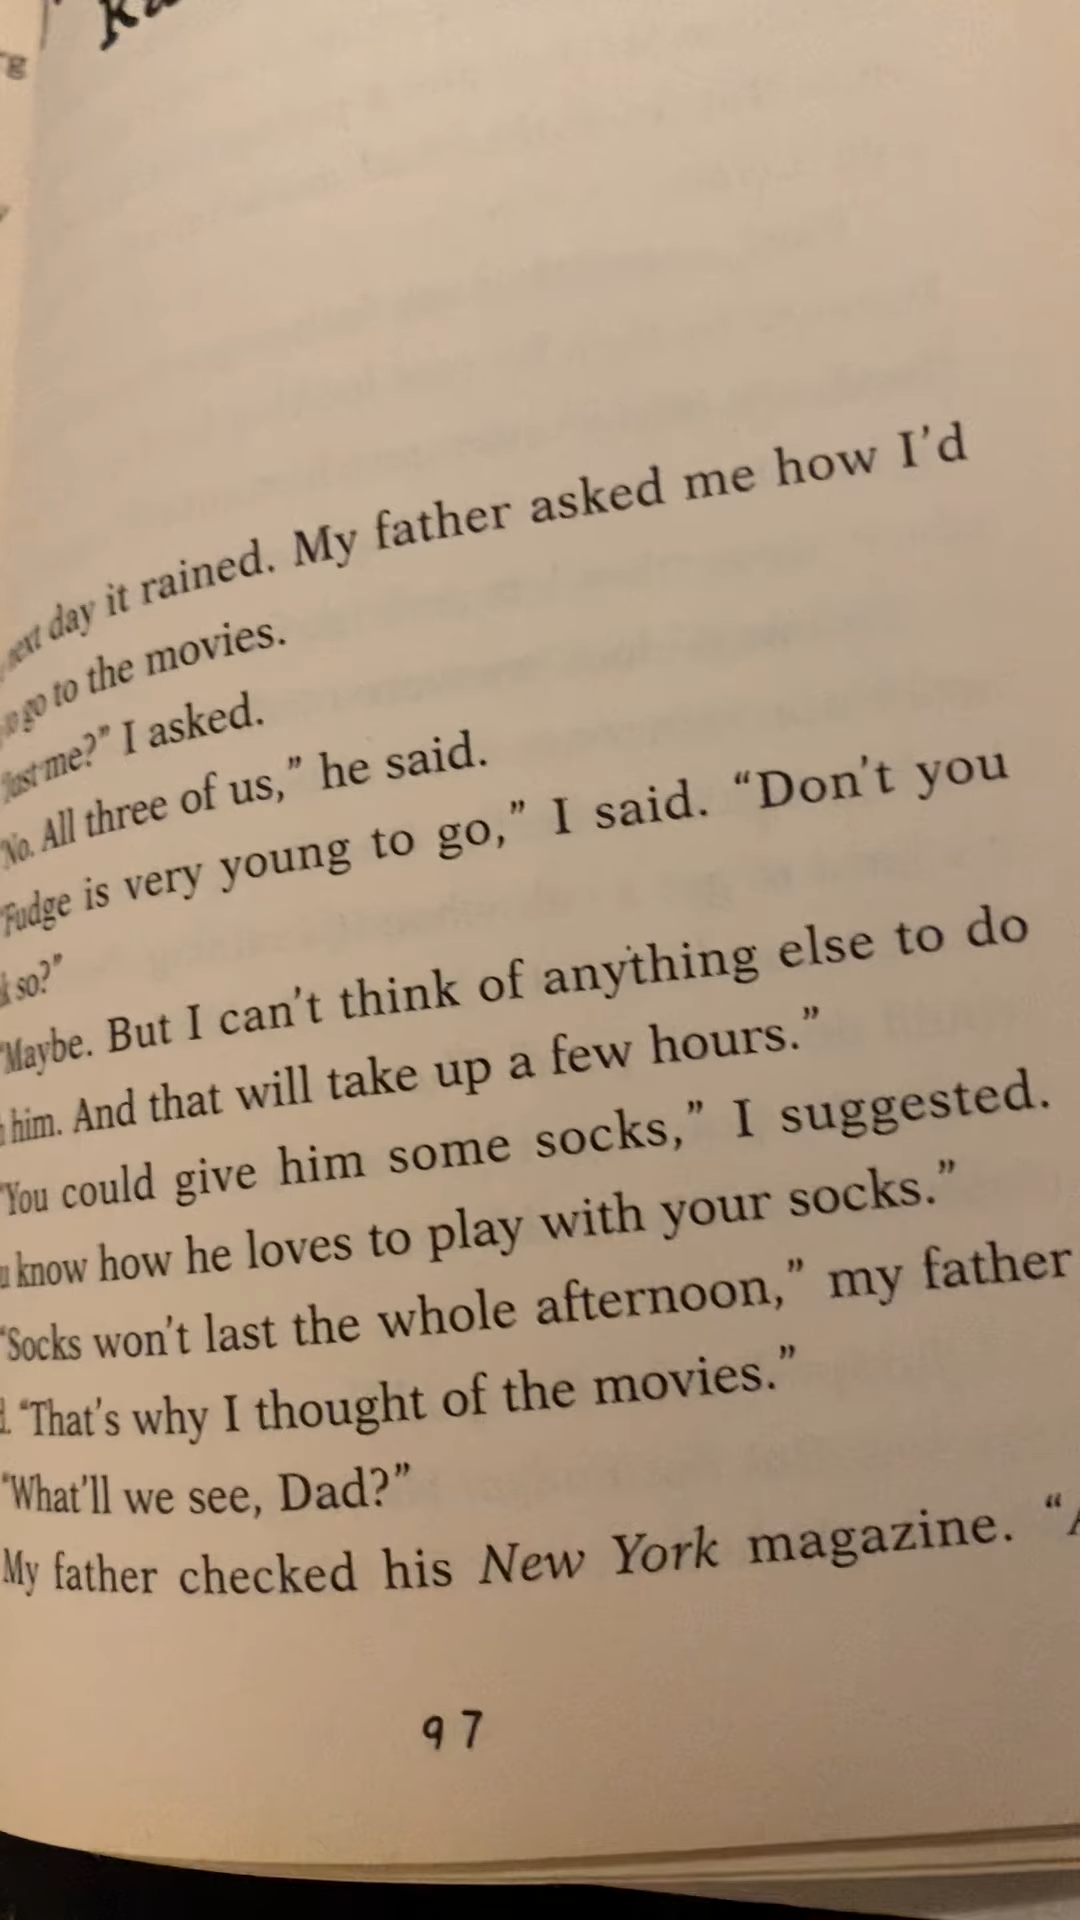 next day it rained. My father asked me how I'd
go to the movies.
Just me?” I asked.
“No. All three of us,” he said.
“Fudge is very young to go,” I said. “Don't you
so?”
“Maybe. But I can't think of anything else to do
him. And that will take up a few hours.”
“You could give him some socks,” I suggested.
know how he loves to play with your socks.”
“Socks won't last the whole afternoon,” my father
“That's why I thought of the movies.”
“What'll we see, Dad?”
My father checked his New York magazine. “
97